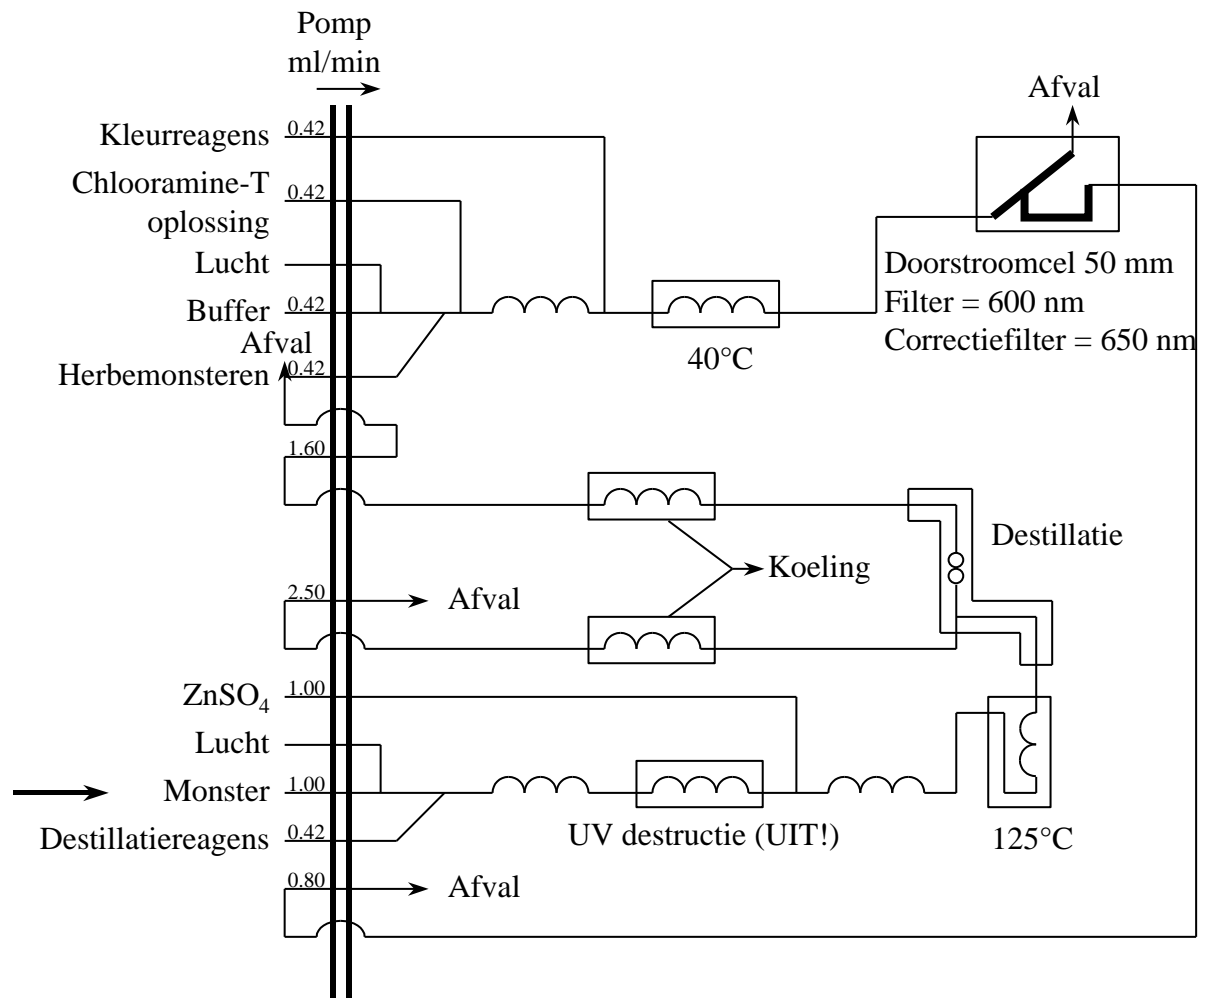 Pomp
ml/min
Afval
Kleurreagens 0.42
Chlooramine-T
oplossing 0.42
Lucht
Buffer 0.42
Doorstroomcel 50 mm
Filter = 600 nm
Correctiefilter = 650 nm
Afval
40°C
Herbemonsteren 0.42
1.60
Destillatie
Koeling
2.50 Afval
ZnSO₄ 1.00
Lucht
Monster 1.00
UV destructie (UIT!)
125°C
Destillatiereagens 0.42
0.80 Afval